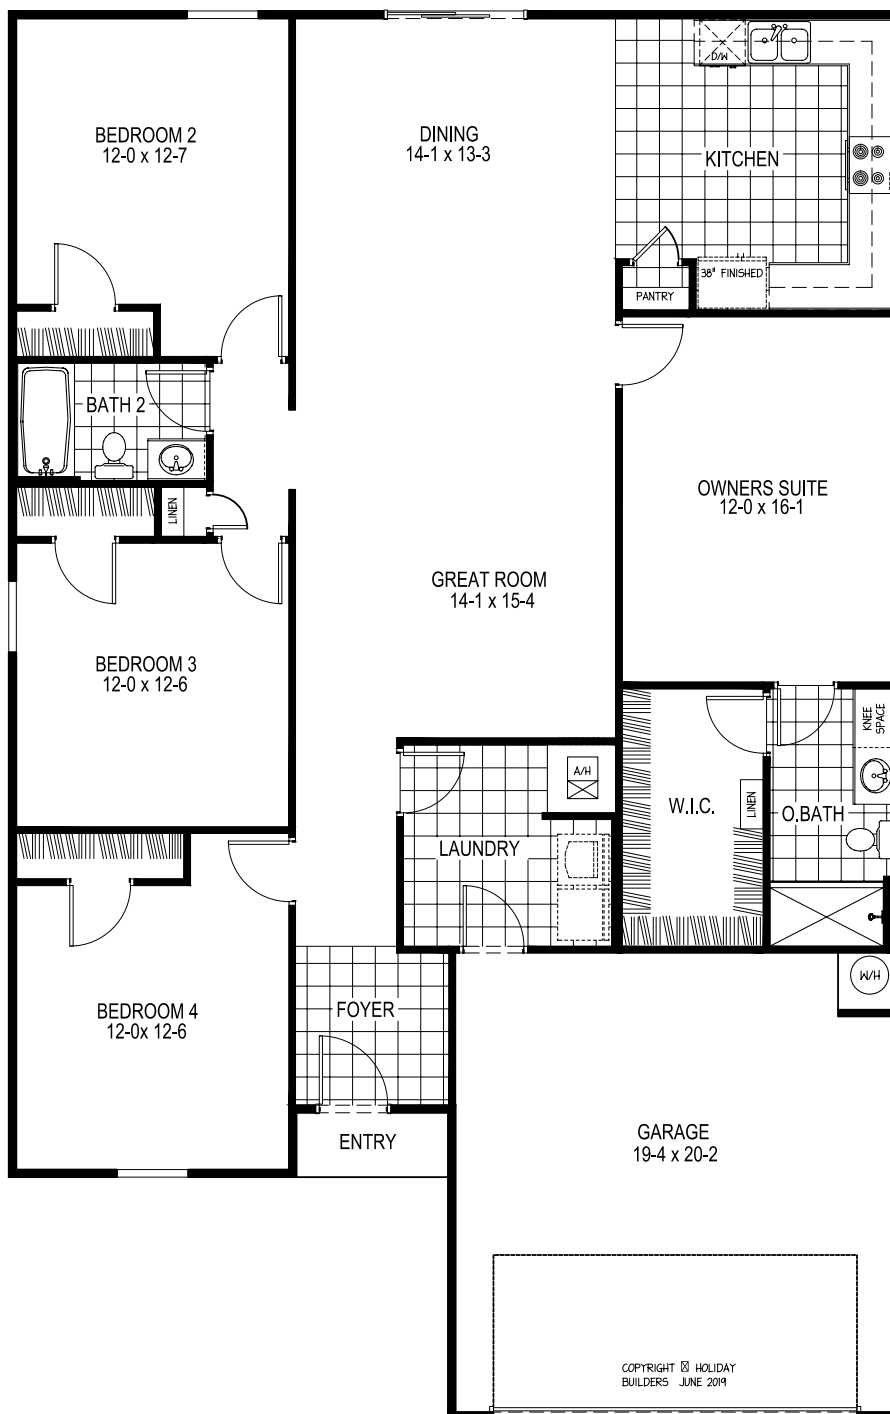 BEDROOM 2
12-0 x 12-7
DINING
14-1 x 13-3
D/W
KITCHEN
38" FINISHED
PANTRY
BATH 2
LINEN
OWNERS SUITE
12-0 x 16-1
GREAT ROOM
14-1 x 15-4
BEDROOM 3
12-0 x 12-6
KNEE
SPACE
A/H
W.I.C.
LINEN
O.BATH
LAUNDRY
W/H
BEDROOM 4
12-0x 12-6
FOYER
ENTRY
GARAGE
19-4 x 20-2
COPYRIGHT ☒ HOLIDAY
BUILDERS JUNE 2019